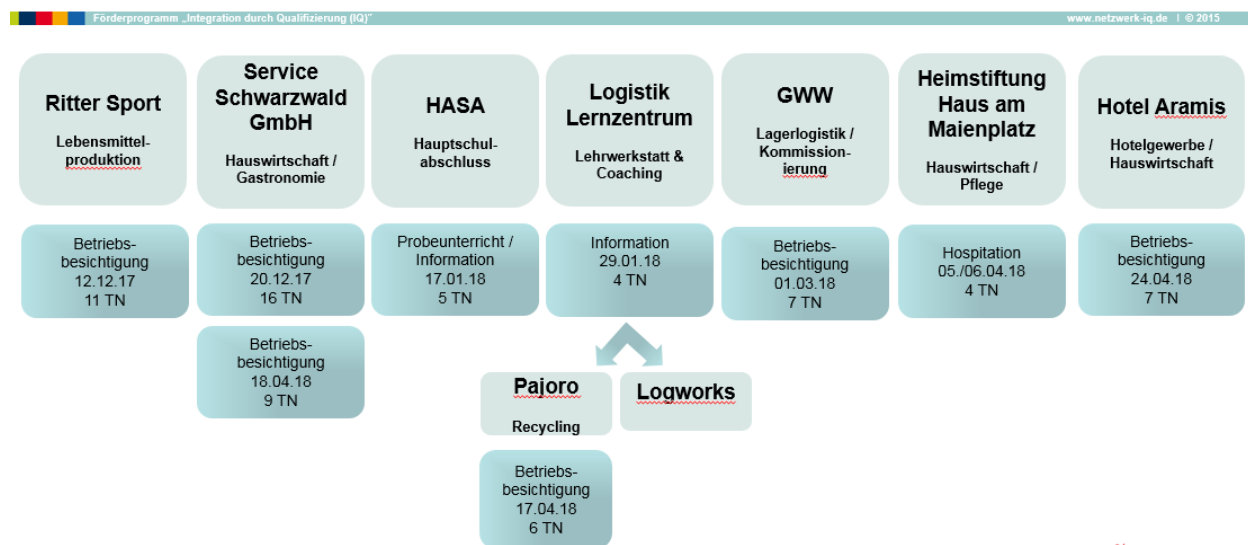 Förderprogramm „Integration durch Qualifizierung (IQ)“
www.netzwerk-iq.de I © 2015
Ritter Sport
Lebensmittel-
produktion
Service
Schwarzwald
GmbH
Hauswirtschaft /
Gastronomie
HASA
Hauptschul-
abschluss
Logistik
Lernzentrum
Lehrwerkstatt &
Coaching
GWW
Lagerlogistik /
Kommission-
ierung
Heimstiftung
Haus am
Maienplatz
Hauswirtschaft /
Pflege
Hotel Aramis
Hotelgewerbe /
Hauswirtschaft
Betriebs-
besichtigung
12.12.17
11 TN
Betriebs-
besichtigung
20.12.17
16 TN
Probeunterricht /
Information
17.01.18
5 TN
Information
29.01.18
4 TN
Betriebs-
besichtigung
01.03.18
7 TN
Hospitation
05./06.04.18
4 TN
Betriebs-
besichtigung
24.04.18
7 TN
Betriebs-
besichtigung
18.04.18
9 TN
Pajoro
Recycling
Logworks
Betriebs-
besichtigung
17.04.18
6 TN